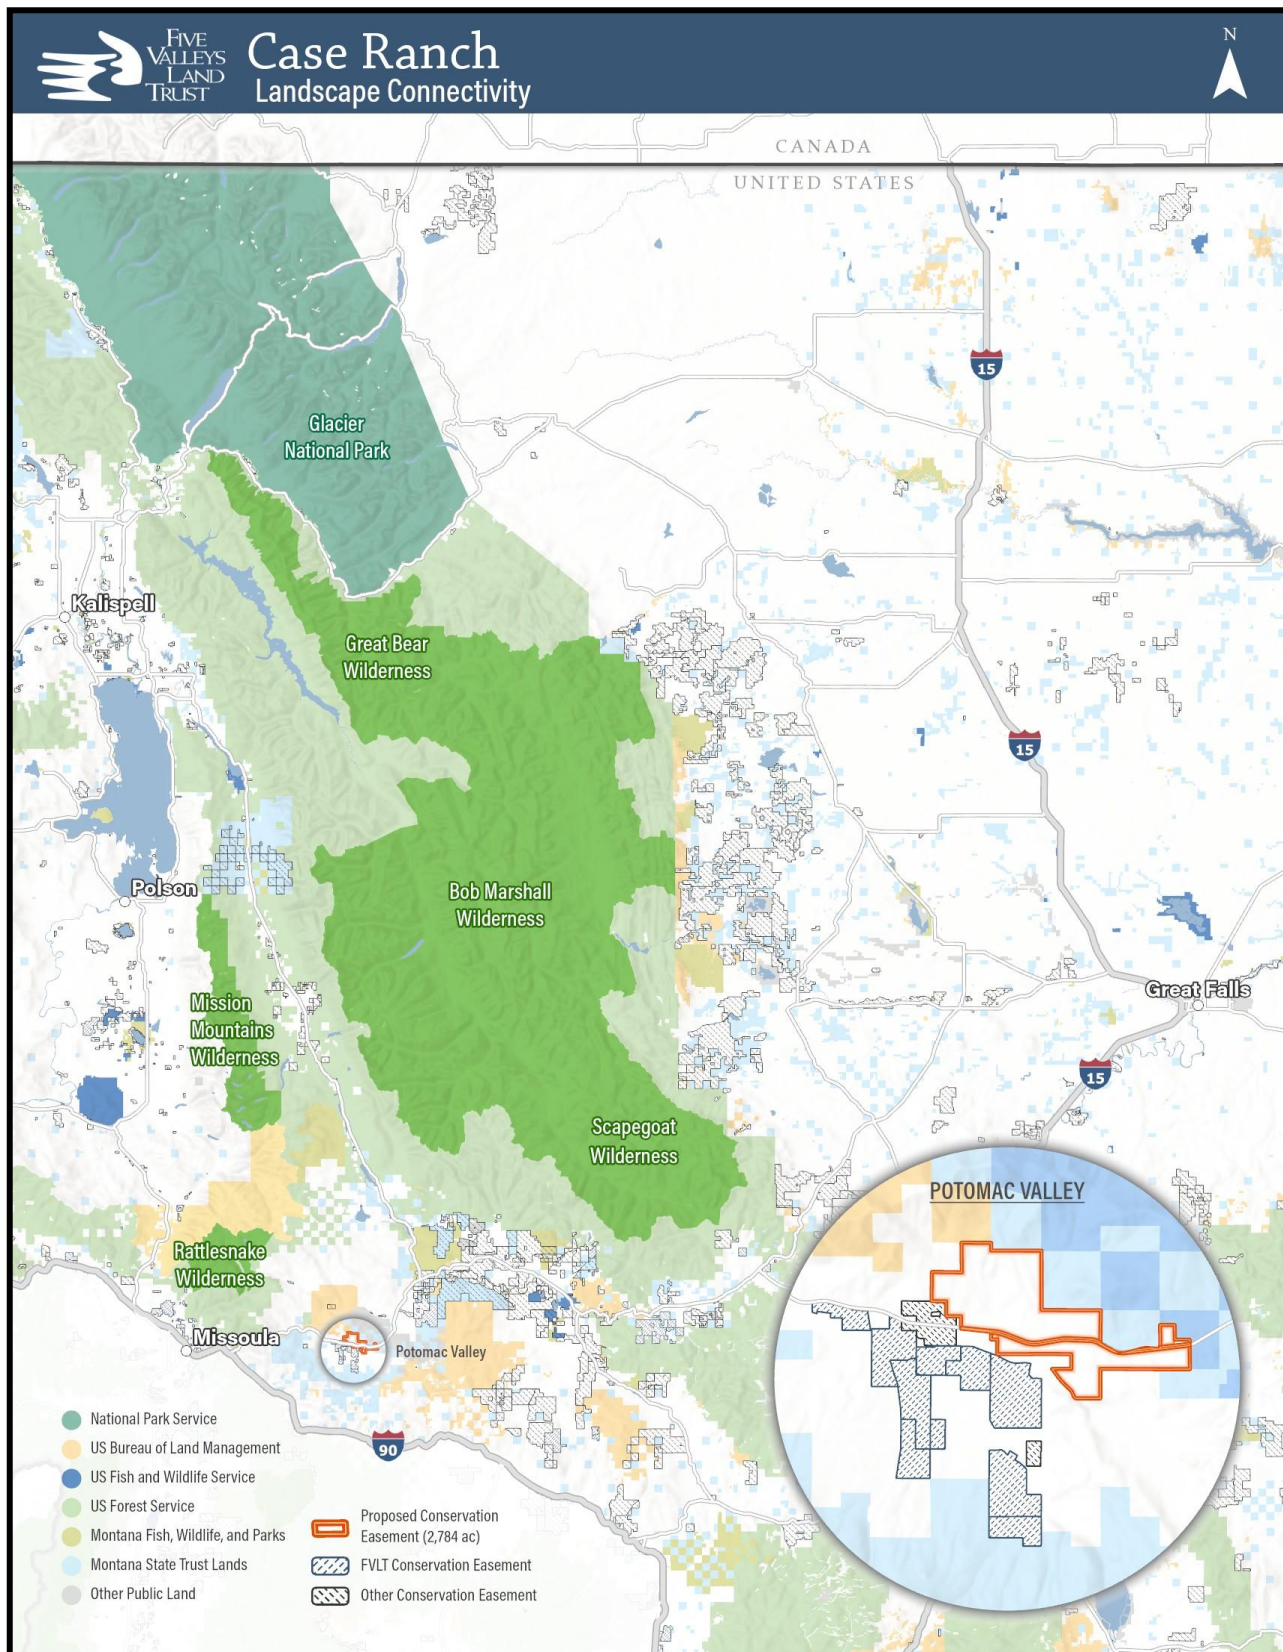 FIVE
VALLEYS
LAND
TRUST
Case Ranch
Landscape Connectivity
N
CANADA
UNITED STATES
15
Glacier
National Park
Kalispell
Great Bear
Wilderness
15
Polson
Bob Marshall
Wilderness
Mission
Mountains
Wilderness
Great Falls
15
Scapegoat
Wilderness
POTOMAC VALLEY
Rattlesnake
Wilderness
Missoula
Potomac Valley
90
National Park Service
US Bureau of Land Management
US Fish and Wildlife Service
US Forest Service
Montana Fish, Wildlife, and Parks
Montana State Trust Lands
Other Public Land
Proposed Conservation
Easement (2,784 ac)
FVLT Conservation Easement
Other Conservation Easement